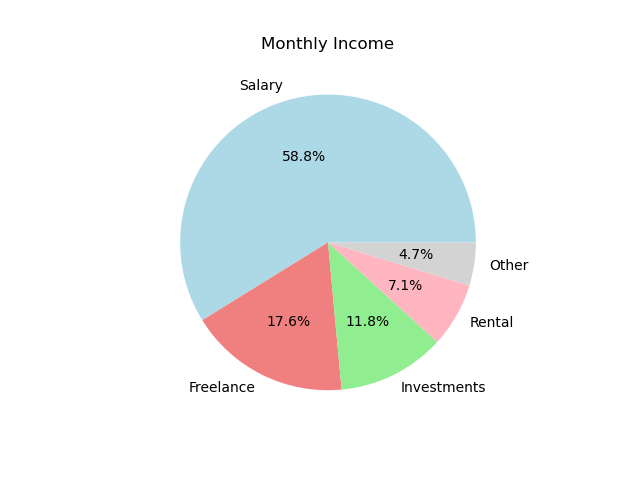 Monthly Income
Salary
58.8%
4.7%
Other
7.1%
Rental
17.6%
11.8%
Freelance
Investments